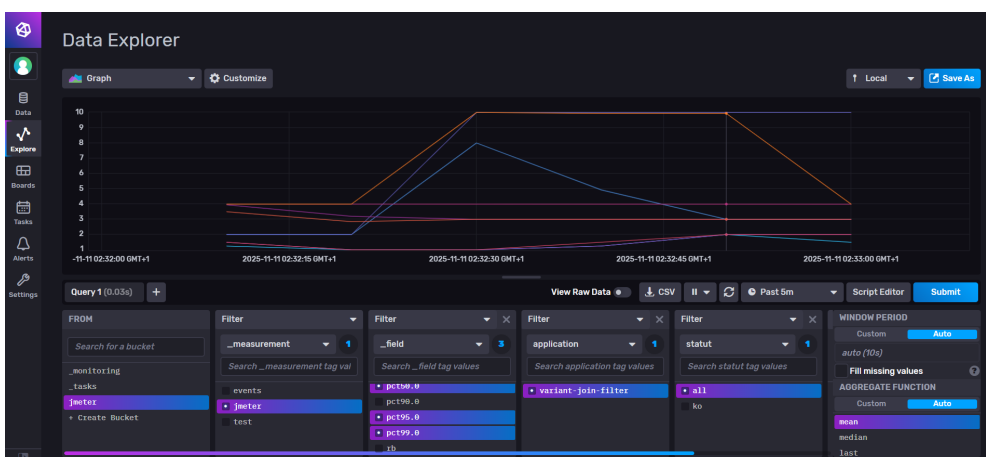 Data Explorer
Graph
Customize
Local
Save As
Data
Explore
Boards
Tasks
Alerts
Settings
10
9
8
7
6
5
4
3
2
1
-11-11 02:32:00 GMT+1
2025-11-11 02:32:15 GMT+1
2025-11-11 02:32:30 GMT+1
2025-11-11 02:32:45 GMT+1
2025-11-11 02:33:00 GMT+1
Query 1 (0.03s)
+
View Raw Data
CSV
Past 5m
Script Editor
Submit
FROM
Search for a bucket
_monitoring
_tasks
jmeter
+ Create Bucket
Filter
_measurement
1
Search _measurement tag val
events
jmeter
test
Filter
_field
3
Search _field tag values
pct50.0
pct90.0
pct95.0
pct99.0
rb
Filter
application
1
Search application tag values
variant-join-filter
Filter
statut
1
Search statut tag values
all
ko
WINDOW PERIOD
Custom
Auto
auto (10s)
Fill missing values
?
AGGREGATE FUNCTION
Custom
Auto
mean
median
last